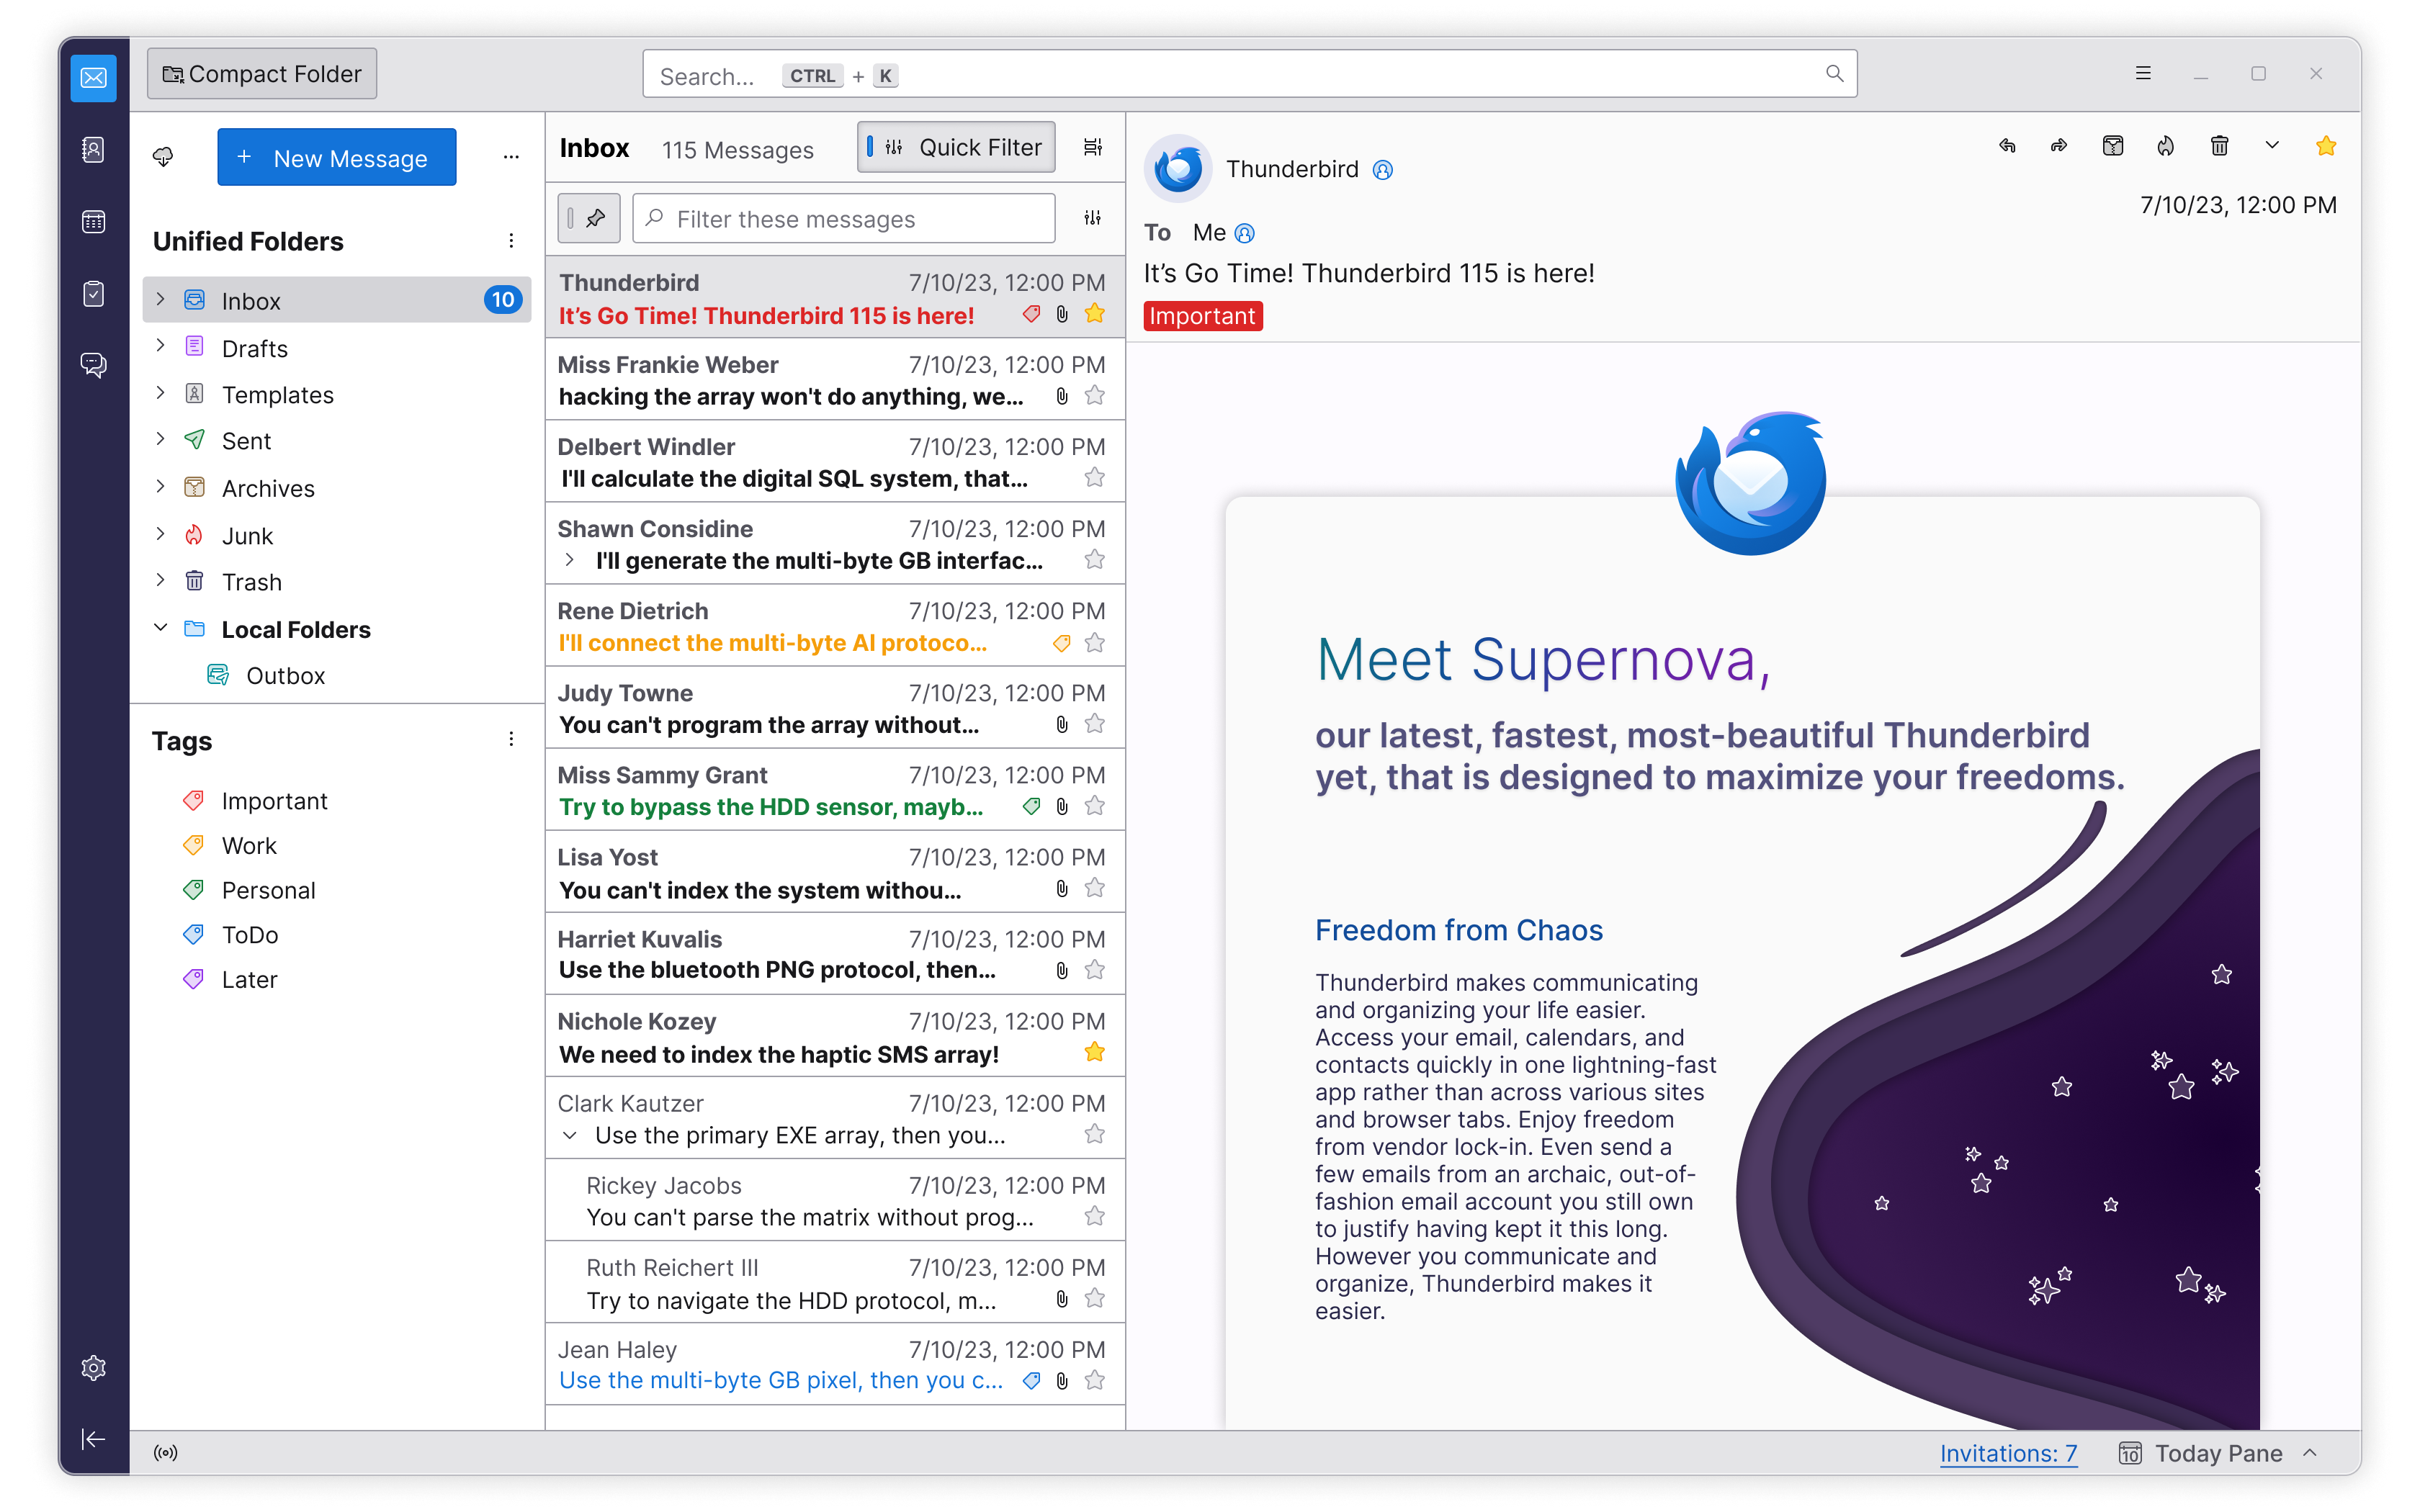 Compact Folder
Search... CTRL + K
New Message
Unified Folders
Inbox 10
Drafts
Templates
Sent
Archives
Junk
Trash
Local Folders
Outbox
Tags
Important
Work
Personal
ToDo
Later
Inbox 115 Messages Quick Filter
Filter these messages
Thunderbird 7/10/23, 12:00 PM
It’s Go Time! Thunderbird 115 is here!
Miss Frankie Weber 7/10/23, 12:00 PM
hacking the array won't do anything, we...
Delbert Windler 7/10/23, 12:00 PM
I'll calculate the digital SQL system, that...
Shawn Considine 7/10/23, 12:00 PM
I'll generate the multi-byte GB interfac...
Rene Dietrich 7/10/23, 12:00 PM
I'll connect the multi-byte AI protoco...
Judy Towne 7/10/23, 12:00 PM
You can't program the array without...
Miss Sammy Grant 7/10/23, 12:00 PM
Try to bypass the HDD sensor, mayb...
Lisa Yost 7/10/23, 12:00 PM
You can't index the system withou...
Harriet Kuvalis 7/10/23, 12:00 PM
Use the bluetooth PNG protocol, then...
Nichole Kozey 7/10/23, 12:00 PM
We need to index the haptic SMS array!
Clark Kautzer 7/10/23, 12:00 PM
Use the primary EXE array, then you...
Rickey Jacobs 7/10/23, 12:00 PM
You can't parse the matrix without prog...
Ruth Reichert III 7/10/23, 12:00 PM
Try to navigate the HDD protocol, m...
Jean Haley 7/10/23, 12:00 PM
Use the multi-byte GB pixel, then you c...
Thunderbird
7/10/23, 12:00 PM
To Me
It’s Go Time! Thunderbird 115 is here!
Important
Meet Supernova,
our latest, fastest, most-beautiful Thunderbird
yet, that is designed to maximize your freedoms.
Freedom from Chaos
Thunderbird makes communicating
and organizing your life easier.
Access your email, calendars, and
contacts quickly in one lightning-fast
app rather than across various sites
and browser tabs. Enjoy freedom
from vendor lock-in. Even send a
few emails from an archaic, out-of-
fashion email account you still own
to justify having kept it this long.
However you communicate and
organize, Thunderbird makes it
easier.
Invitations: 7 10 Today Pane